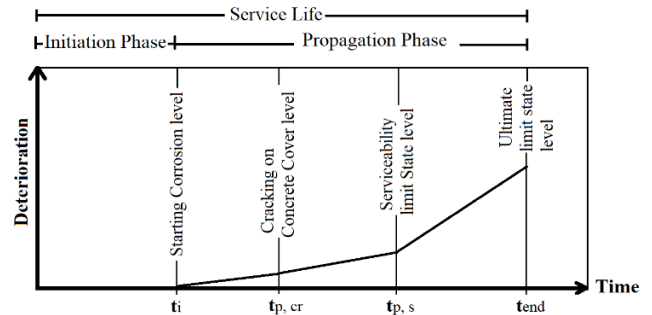 Service Life
Initiation Phase
Propagation Phase
Deterioration
Starting Corrosion level
Cracking on
Concrete Cover level
Serviceability
limit State level
Ultimate
limit state
level
Time
ti
tp, cr
tp, s
tend